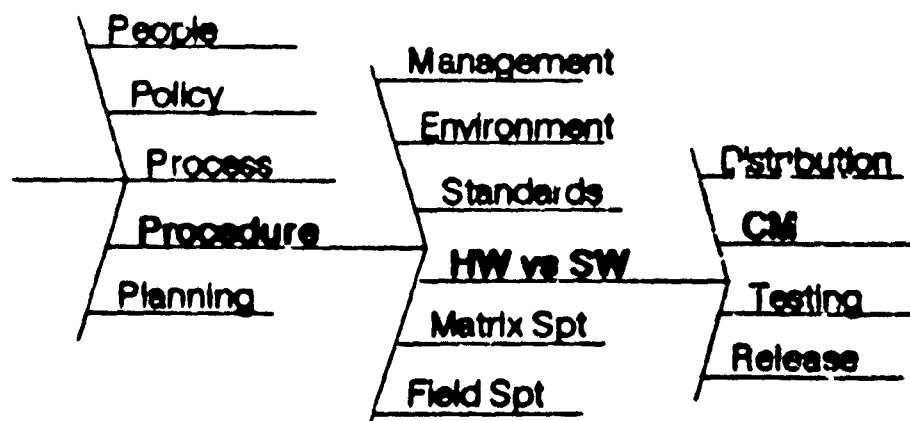 People
Policy
Process
Procedure
Planning
Management
Environment
Standards
HW vs SW
Matrix Spt
Field Spt
Distribution
CM
Testing
Release